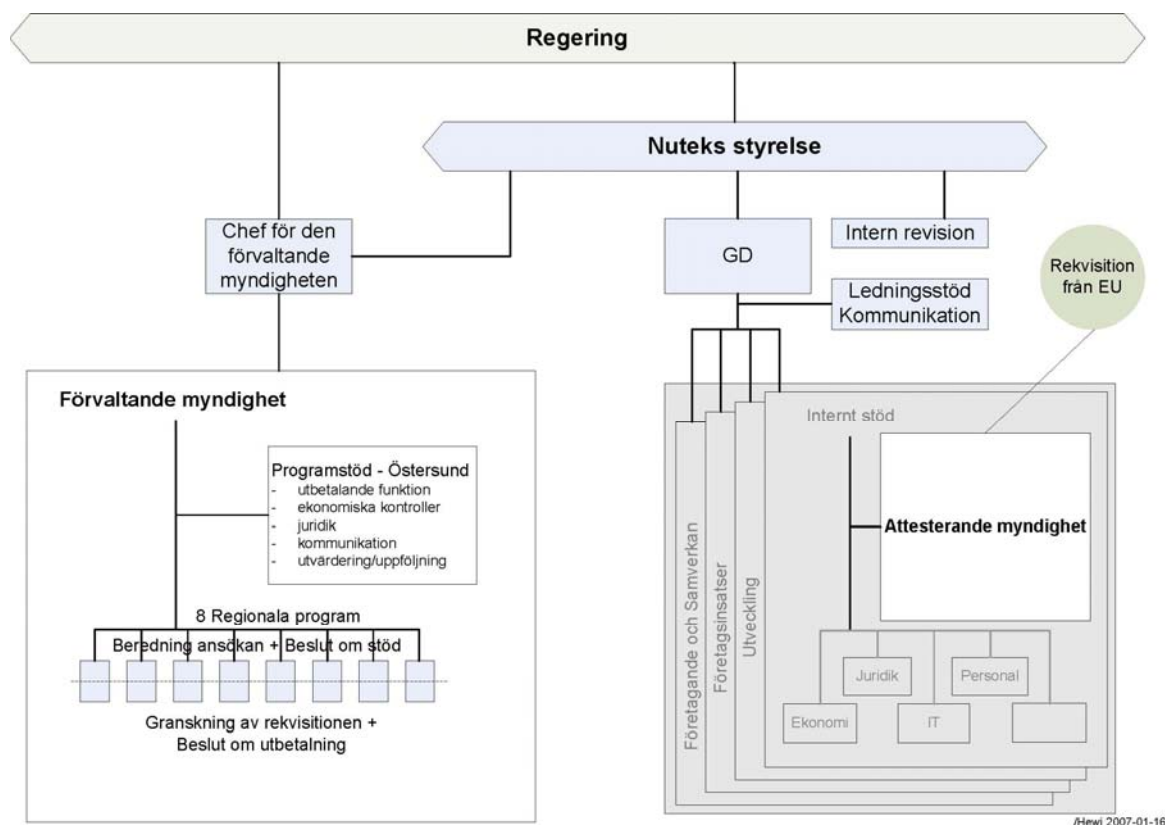 Regering
Nuteks styrelse
Chef för den
förvaltande
myndigheten
GD
Intern revision
Ledningsstöd
Kommunikation
Rekvisition
från EU
Förvaltande myndighet
Programstöd - Östersund
- utbetalande funktion
- ekonomiska kontroller
- juridik
- kommunikation
- utvärdering/uppföljning
8 Regionala program
Beredning ansökan + Beslut om stöd
Granskning av rekvisitionen +
Beslut om utbetalning
Företagande och Samverkan
Företagsinsatser
Utveckling
Internt stöd
Attesterande myndighet
Juridik
Personal
Ekonomi
IT
/Hewi 2007-01-16